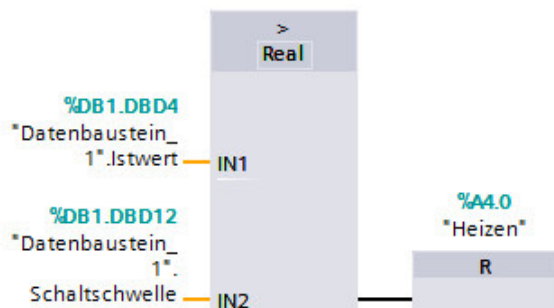 >
Real
%DB1.DBD4
"Datenbaustein_
1".Istwert
IN1
%DB1.DBD12
"Datenbaustein_
1".
Schaltschwelle
IN2
%A4.0
"Heizen"
R